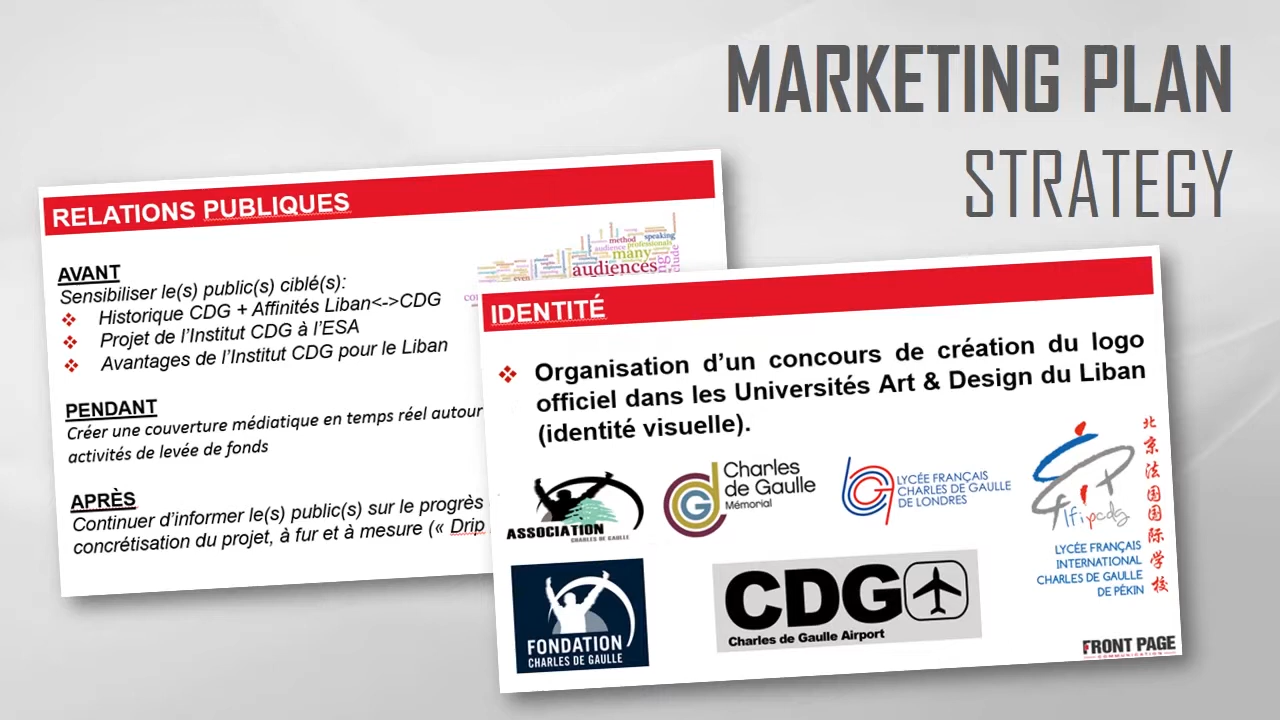 MARKETING PLAN
STRATEGY
RELATIONS PUBLIQUES
method
speaking
audience professionals
many
audiences
AVANT
Sensibiliser le(s) public(s) ciblé(s):
❖ Historique CDG + Affinités Liban<->CDG
❖ Projet de l'Institut CDG à l'ESA
❖ Avantages de l'Institut CDG pour le Liban
PENDANT
Créer une couverture médiatique en temps réel autour
activités de levée de fonds
APRÈS
Continuer d'informer le(s) public(s) sur le progrès
concrétisation du projet, à fur et à mesure (« Drip
IDENTITÉ
❖ Organisation d'un concours de création du logo
officiel dans les Universités Art & Design du Liban
(identité visuelle).
ASSOCIATION
CHARLES DE GAULLE
Charles
de Gaulle
Mémorial
LYCÉE FRANÇAIS
CHARLES DE GAULLE
DE LONDRES
lfipcdg
北京法国国际学校
LYCÉE FRANÇAIS
INTERNATIONAL
CHARLES DE GAULLE
DE PÉKIN
FONDATION
CHARLES DE GAULLE
CDG
Charles de Gaulle Airport
FRONT PAGE
COMMUNICATION